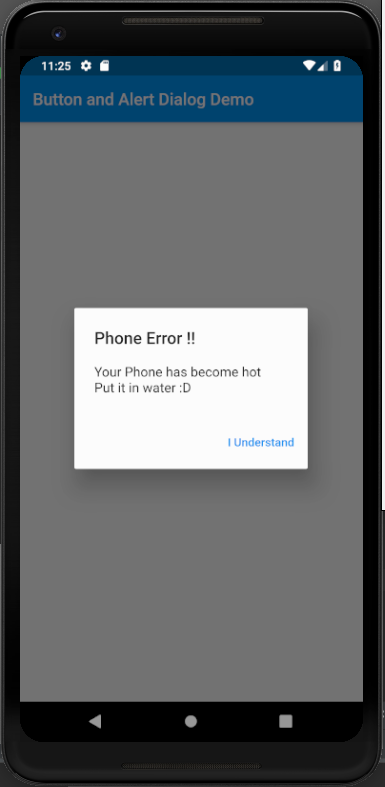 11:25
Button and Alert Dialog Demo
Phone Error !!
Your Phone has become hot
Put it in water :D
I Understand